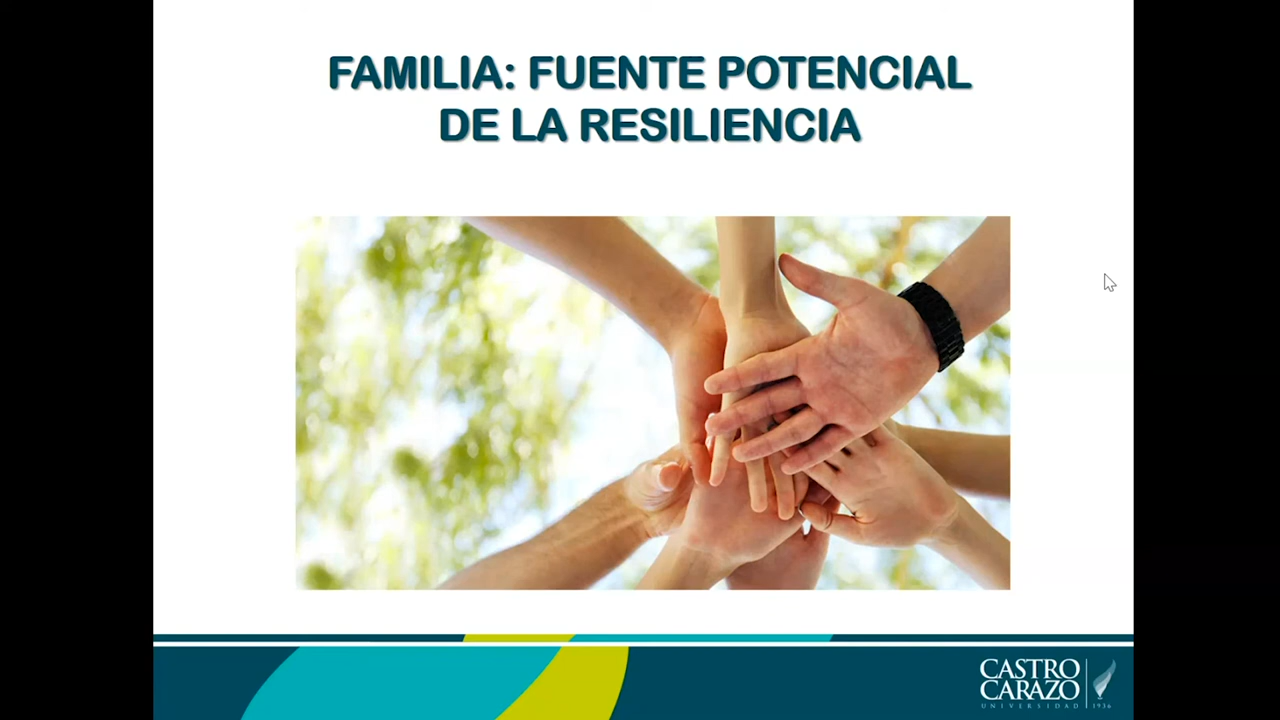 FAMILIA: FUENTE POTENCIAL
DE LA RESILIENCIA
CASTRO
CARAZO
UNIVERSIDAD 1936